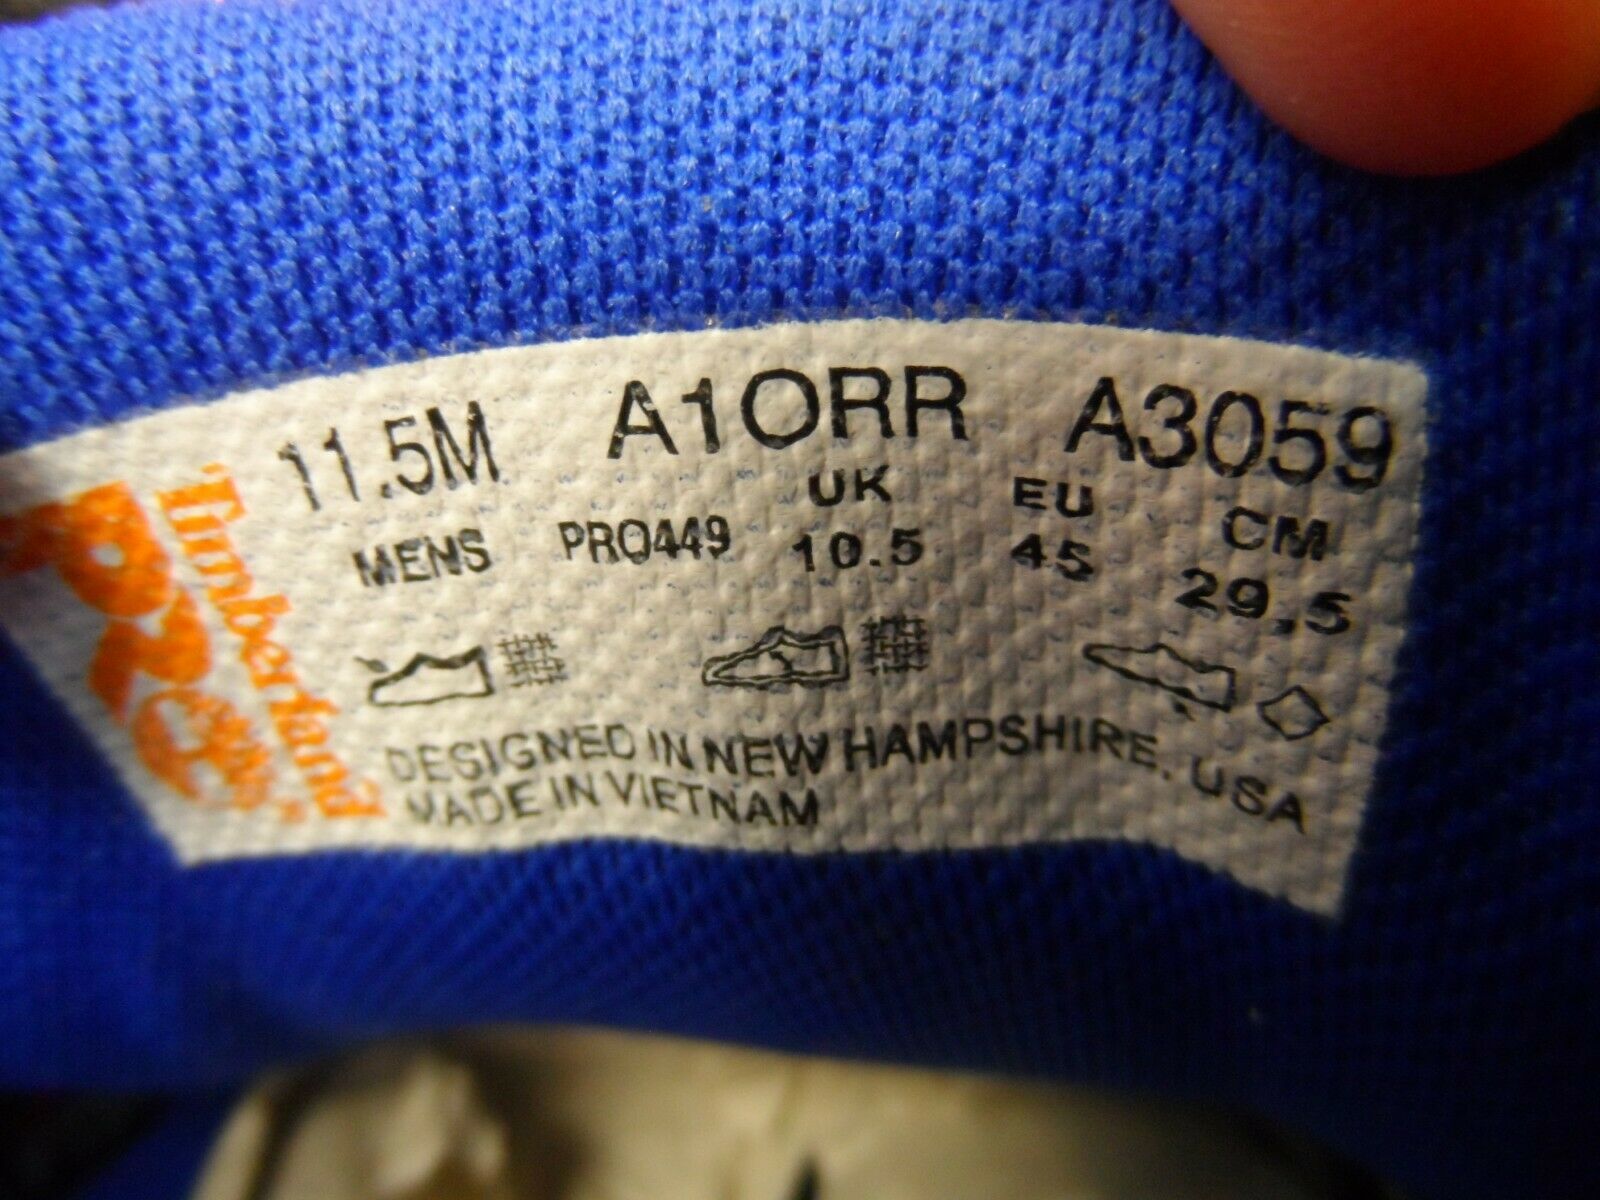 11.5M A1ORR A3059
MENS PRO449 UK 10.5 EU 45 CM 29.5
DESIGNED IN NEW HAMPSHIRE, USA
MADE IN VIETNAM
Timberland
PRO